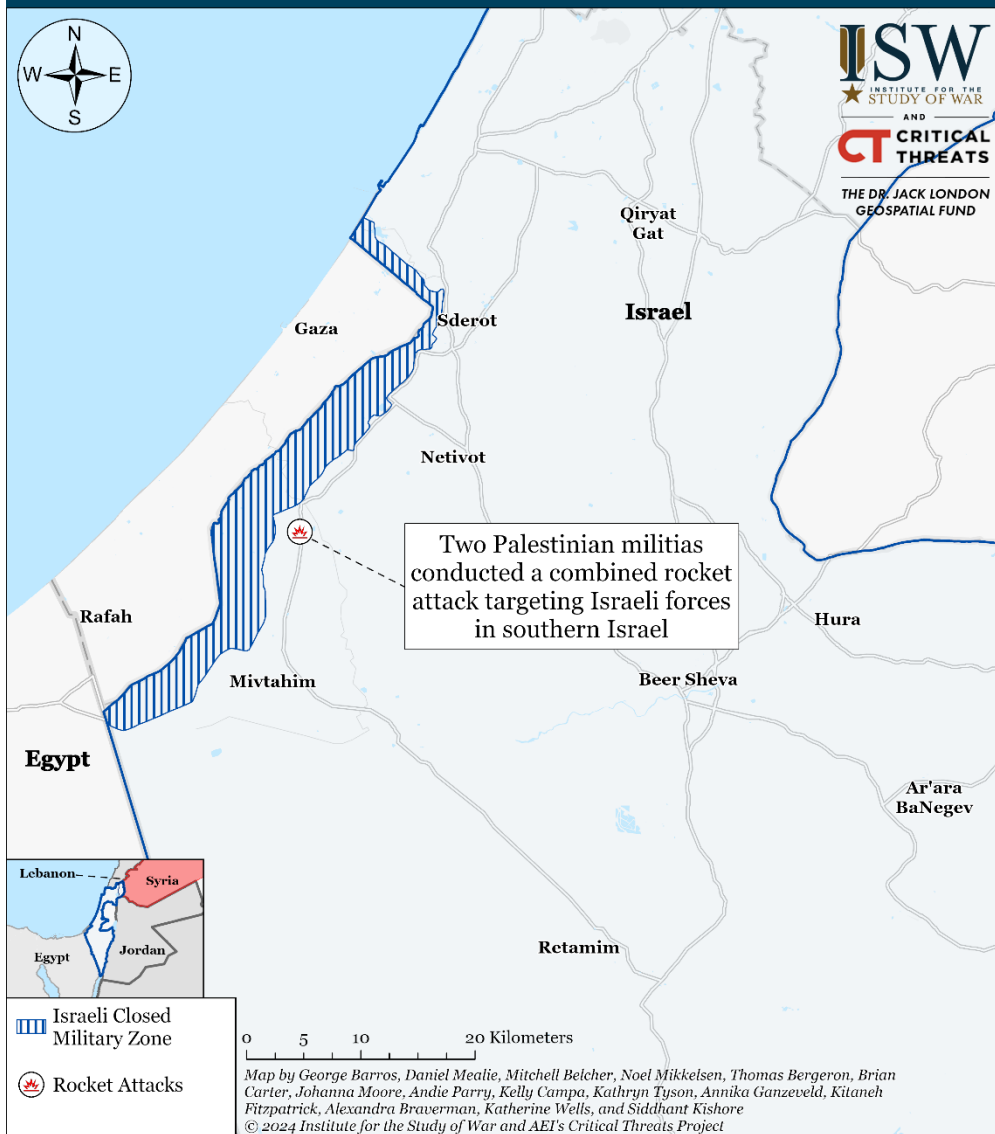 N
W
E
S
ISW
INSTITUTE FOR THE
STUDY OF WAR
AND
CT CRITICAL
THREATS
THE DR. JACK LONDON
GEOSPATIAL FUND
Qiryat
Gat
Israel
Gaza
Sderot
Netivot
Two Palestinian militias
conducted a combined rocket
attack targeting Israeli forces
in southern Israel
Rafah
Hura
Mivtahim
Beer Sheva
Egypt
Ar'ara
BaNegev
Lebanon
Syria
Jordan
Egypt
Retamim
Israeli Closed
Military Zone
Rocket Attacks
0 5 10 20 Kilometers
Map by George Barros, Daniel Mealie, Mitchell Belcher, Noel Mikkelsen, Thomas Bergeron, Brian
Carter, Johanna Moore, Andie Parry, Kelly Campa, Kathryn Tyson, Annika Ganzeveld, Kitaneh
Fitzpatrick, Alexandra Braverman, Katherine Wells, and Siddhant Kishore
© 2024 Institute for the Study of War and AEI's Critical Threats Project